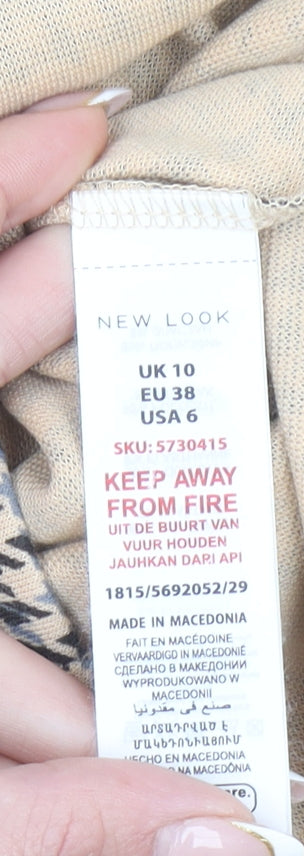 NEW LOOK
UK 10
EU 38
USA 6
SKU: 5730415
KEEP AWAY
FROM FIRE
UIT DE BUURT VAN
VUUR HOUDEN
JAUHKAN DARI API
1815/5692052/29
MADE IN MACEDONIA
FAIT EN MACÉDOINE
VERVAARDIGD IN MACEDONIË
СДЕЛАНО В МАКЕДОНИИ
WYPRODUKOWANO W
MACEDONII
صنع في مقدونيا
ԱՐՏԱԴՐՎԱԾ Է
ՄԱԿԵԴՈՆԻԱՅՈՒՄ
HECHO EN MACEDONIA
NA MACEDÔNIA